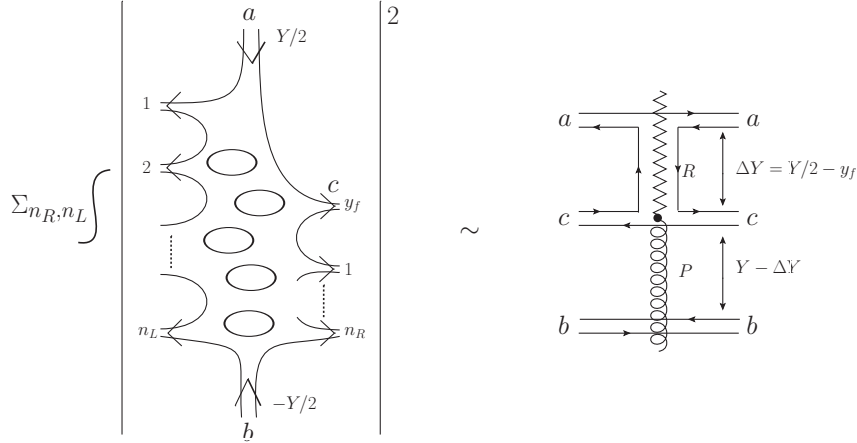 a
Y/2
2
1
2
Σ_{n_R,n_L}
c
y_f
1
n_L
n_R
−Y/2
b
∼
a a
a a
R
ΔY = Y/2 − y_f
c c
P
Y − ΔY
b b